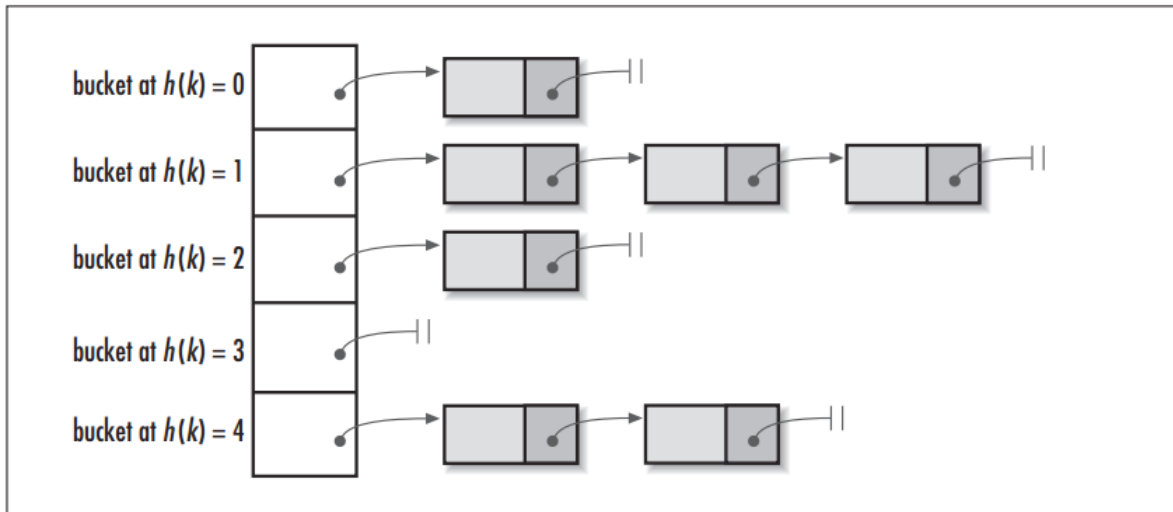 bucket at h(k) = 0
bucket at h(k) = 1
bucket at h(k) = 2
bucket at h(k) = 3
bucket at h(k) = 4